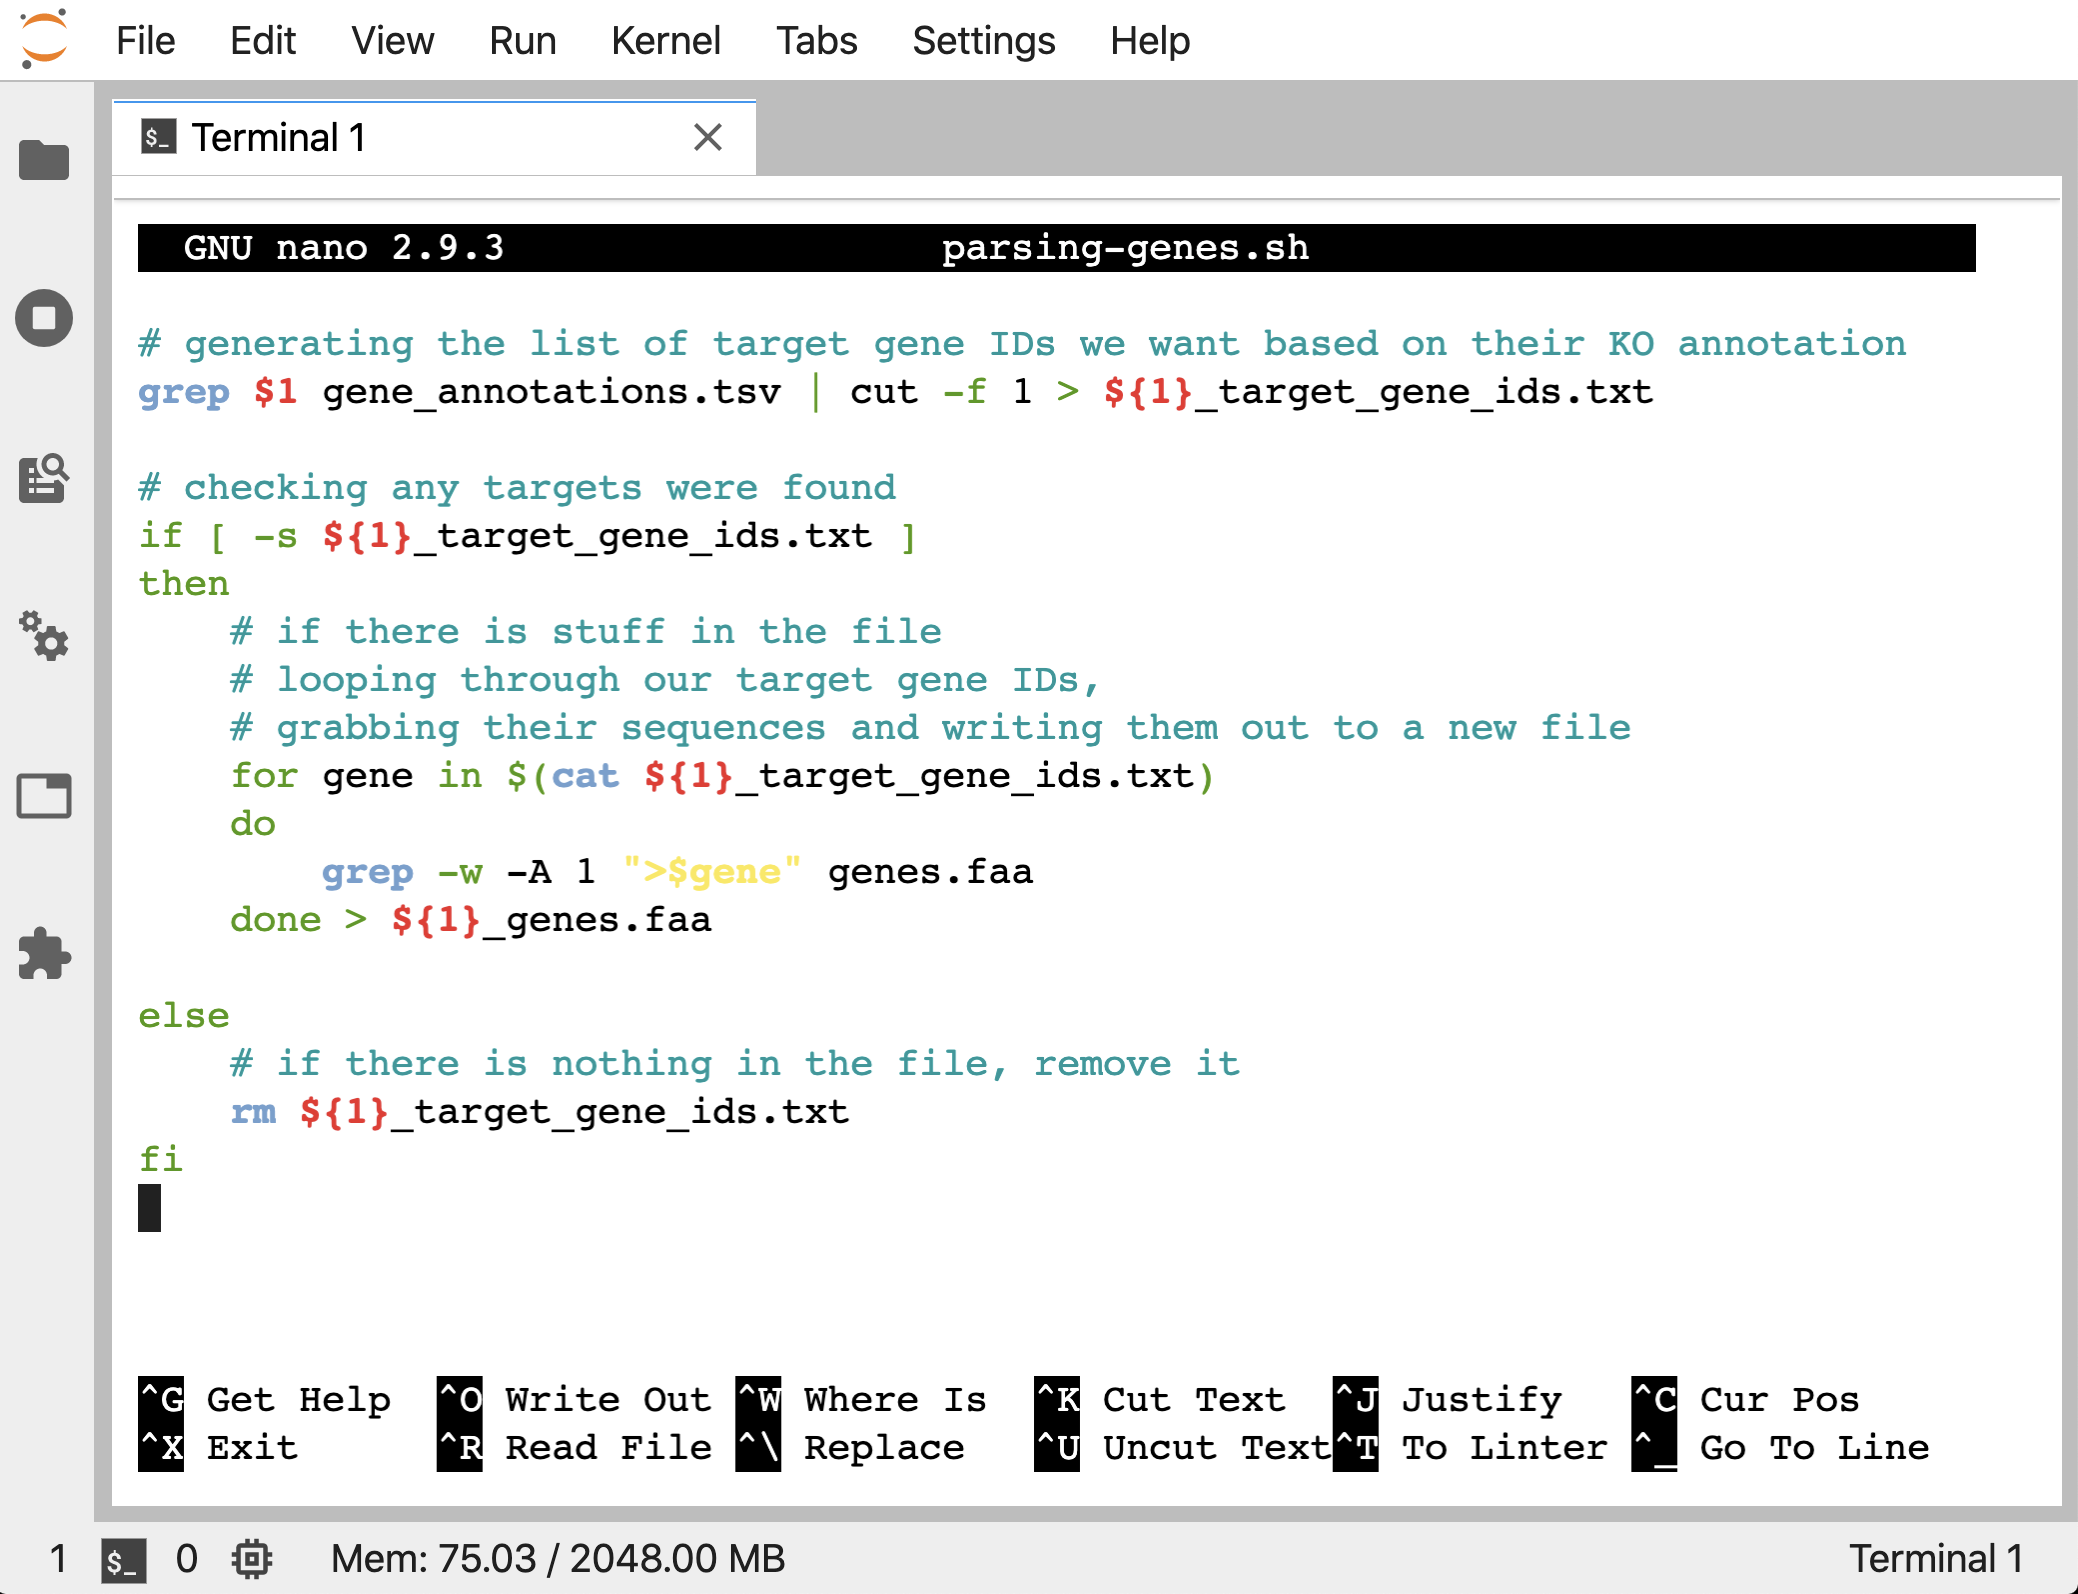 File Edit View Run Kernel Tabs Settings Help
$_ Terminal 1
GNU nano 2.9.3 parsing-genes.sh
# generating the list of target gene IDs we want based on their KO annotation
grep $1 gene_annotations.tsv | cut -f 1 > ${1}_target_gene_ids.txt
# checking any targets were found
if [ -s ${1}_target_gene_ids.txt ]
then
    # if there is stuff in the file
    # looping through our target gene IDs,
    # grabbing their sequences and writing them out to a new file
    for gene in $(cat ${1}_target_gene_ids.txt)
    do
        grep -w -A 1 ">$gene" genes.faa
    done > ${1}_genes.faa
else
    # if there is nothing in the file, remove it
    rm ${1}_target_gene_ids.txt
fi
^G Get Help ^O Write Out ^W Where Is ^K Cut Text ^J Justify ^C Cur Pos
^X Exit ^R Read File ^\ Replace ^U Uncut Text ^T To Linter ^_ Go To Line
1 $_ 0 Mem: 75.03 / 2048.00 MB Terminal 1